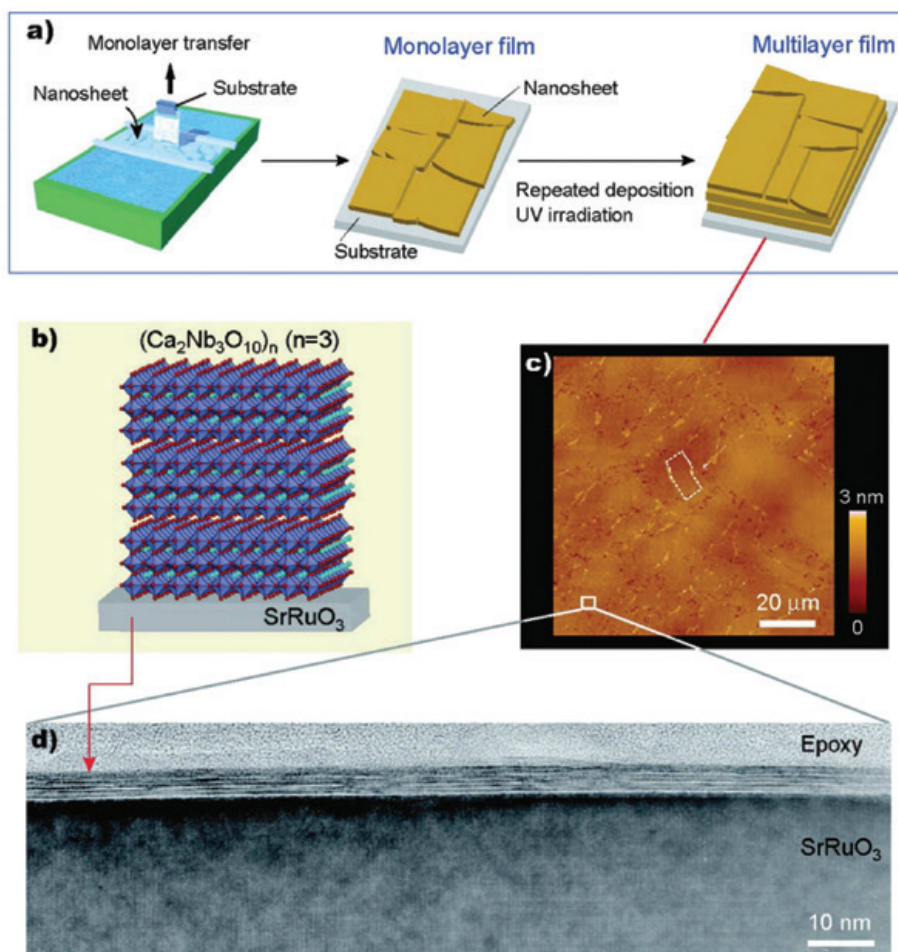 a)
Monolayer transfer
Substrate
Nanosheet
Monolayer film
Nanosheet
Substrate
Repeated deposition
UV irradiation
Multilayer film
b)
(Ca₂Nb₃O₁₀)ₙ (n=3)
SrRuO₃
c)
3 nm
0
20 μm
d)
Epoxy
SrRuO₃
10 nm